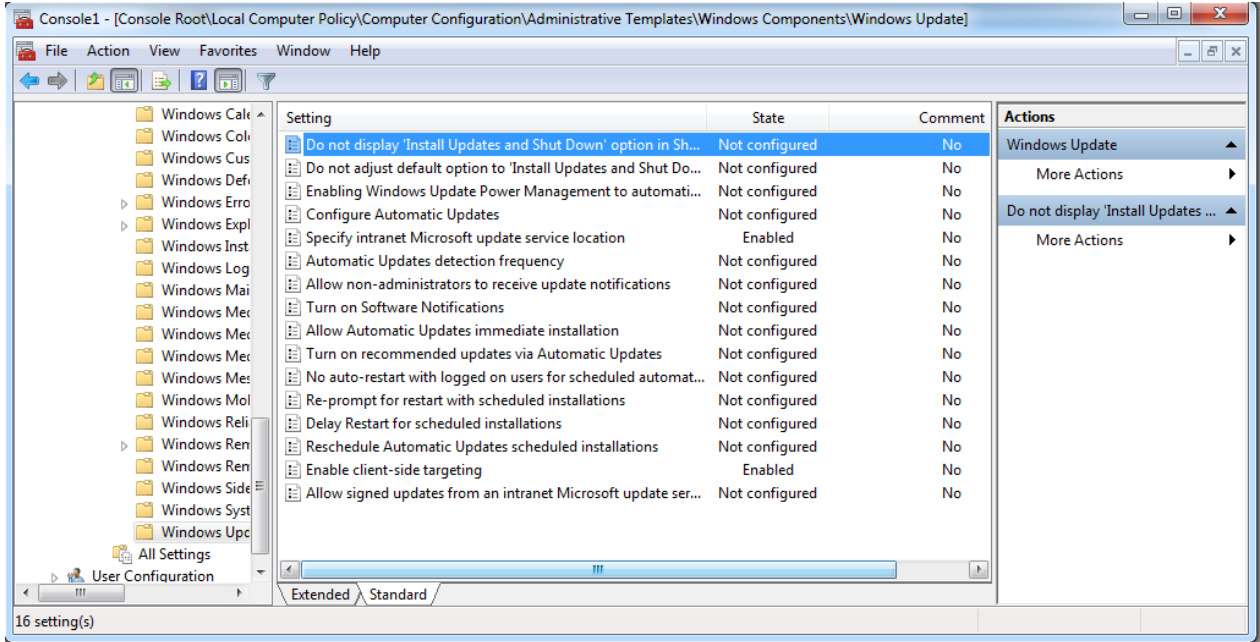 Console1 - [Console Root\Local Computer Policy\Computer Configuration\Administrative Templates\Windows Components\Windows Update]
File Action View Favorites Window Help
Windows Cale
Windows Colo
Windows Cus
Windows Defe
Windows Erro
Windows Expl
Windows Inst
Windows Log
Windows Mai
Windows Med
Windows Med
Windows Med
Windows Mes
Windows Mol
Windows Reli
Windows Rem
Windows Rem
Windows Side
Windows Syst
Windows Upd
All Settings
User Configuration
Setting State Comment
Do not display 'Install Updates and Shut Down' option in Sh... Not configured No
Do not adjust default option to 'Install Updates and Shut Do... Not configured No
Enabling Windows Update Power Management to automati... Not configured No
Configure Automatic Updates Not configured No
Specify intranet Microsoft update service location Enabled No
Automatic Updates detection frequency Not configured No
Allow non-administrators to receive update notifications Not configured No
Turn on Software Notifications Not configured No
Allow Automatic Updates immediate installation Not configured No
Turn on recommended updates via Automatic Updates Not configured No
No auto-restart with logged on users for scheduled automat... Not configured No
Re-prompt for restart with scheduled installations Not configured No
Delay Restart for scheduled installations Not configured No
Reschedule Automatic Updates scheduled installations Not configured No
Enable client-side targeting Enabled No
Allow signed updates from an intranet Microsoft update ser... Not configured No
Extended Standard
Actions
Windows Update
More Actions
Do not display 'Install Updates ...
More Actions
16 setting(s)